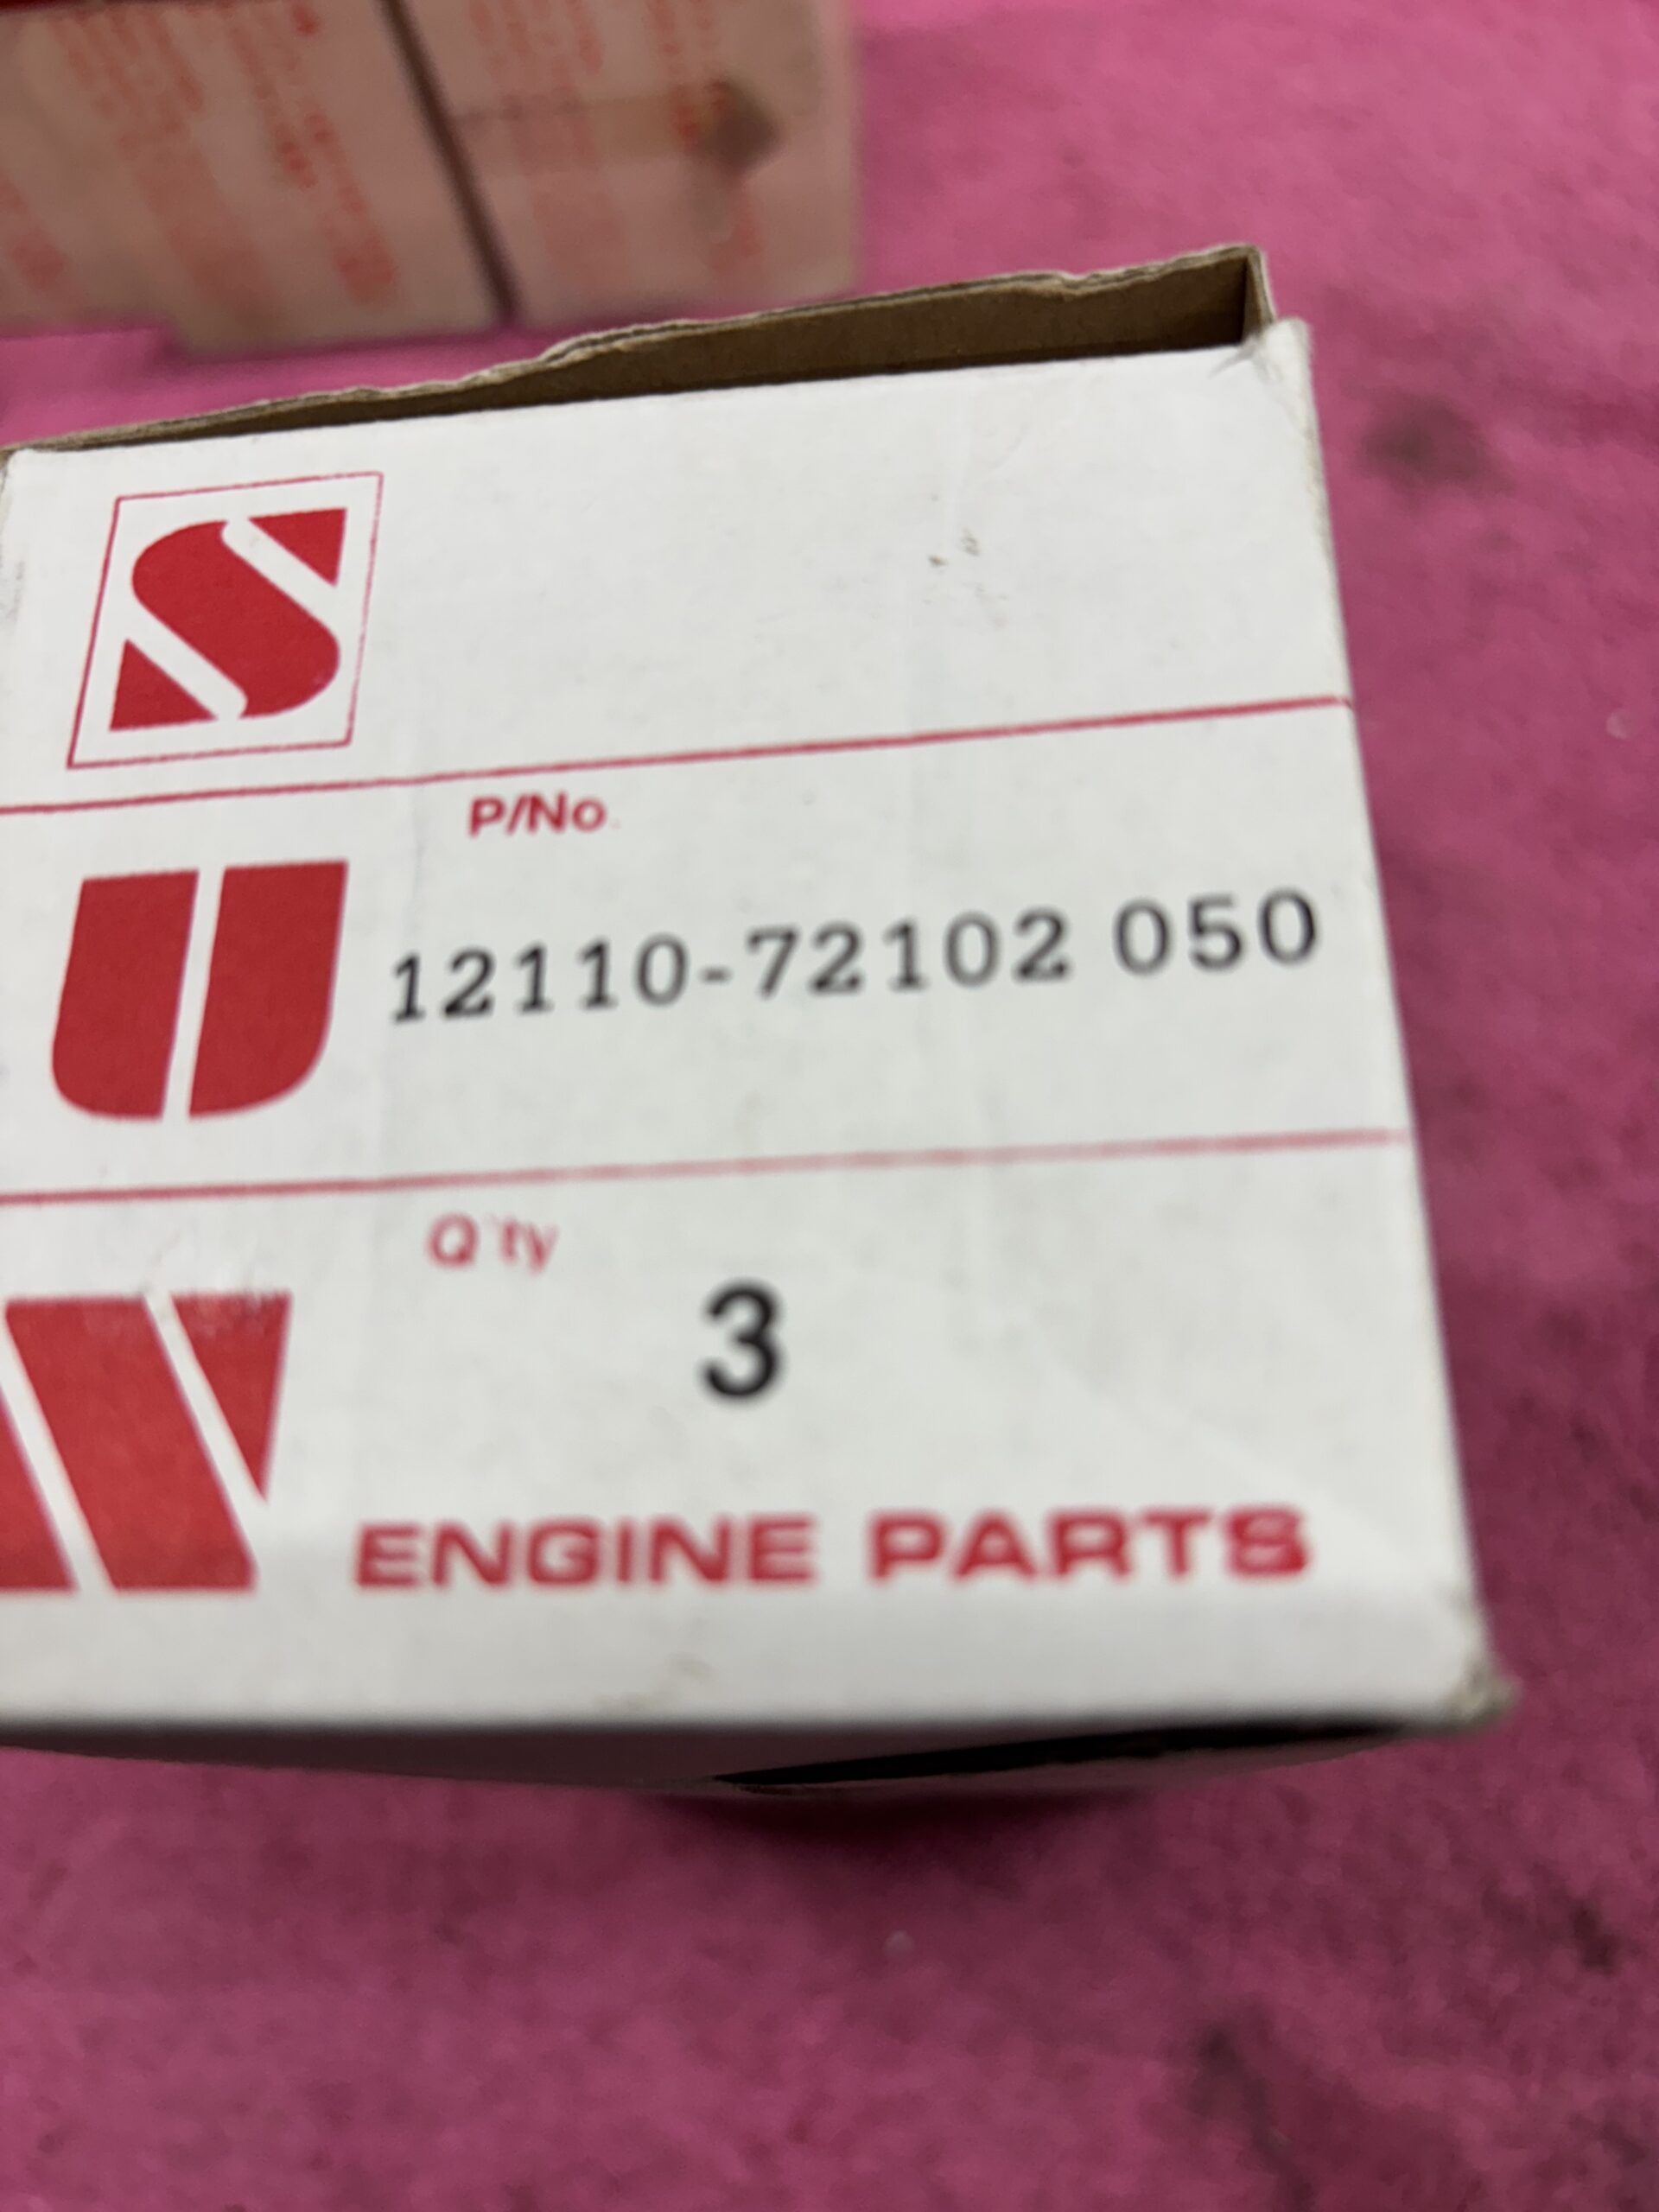 S
P/No.
U
12110-72102 050
Q'ty
3
ENGINE PARTS